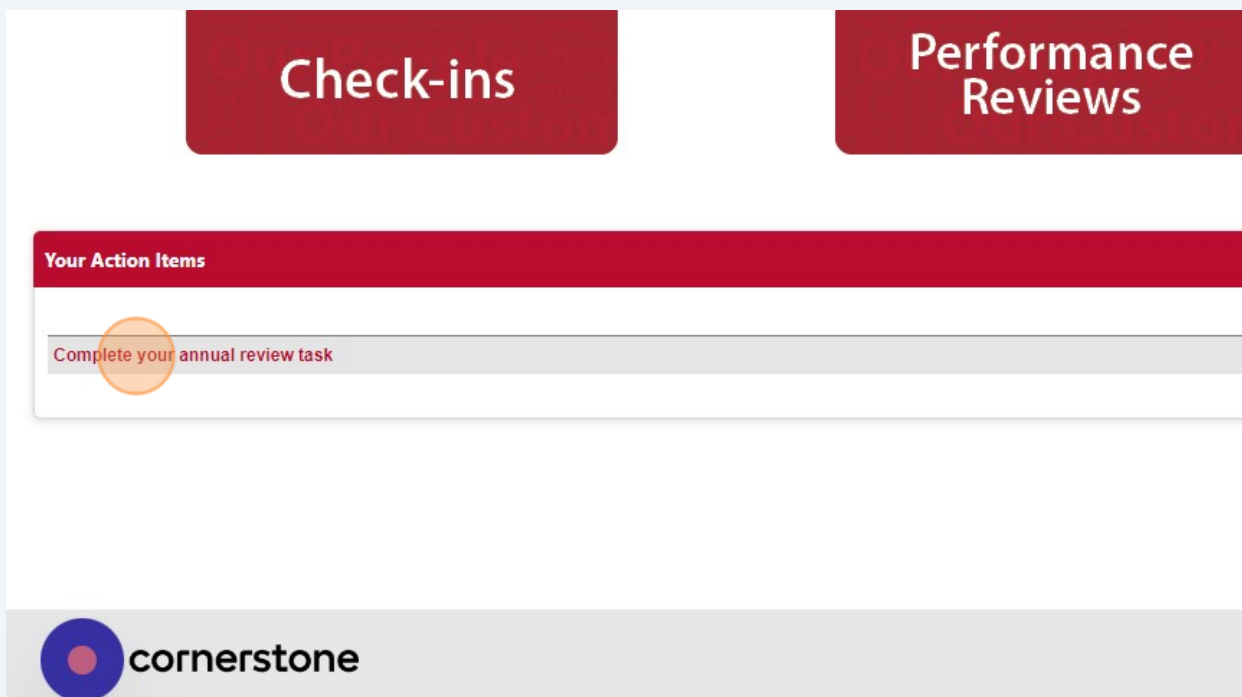 Check-ins
Performance
Reviews
Your Action Items
Complete your annual review task
cornerstone